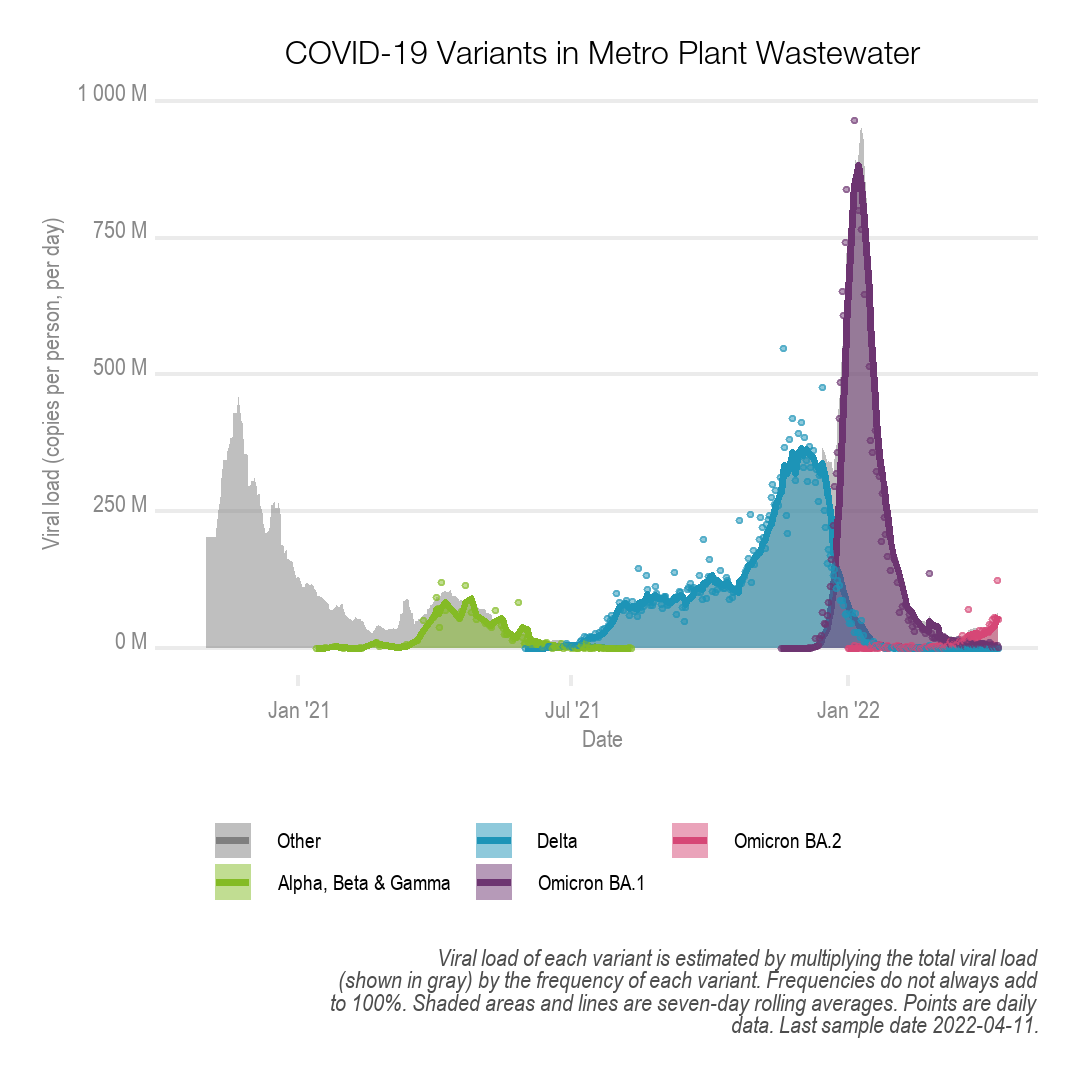 COVID-19 Variants in Metro Plant Wastewater
1 000 M
750 M
500 M
250 M
0 M
Viral load (copies per person, per day)
Jan '21
Jul '21
Jan '22
Date
Other
Delta
Omicron BA.2
Alpha, Beta & Gamma
Omicron BA.1
Viral load of each variant is estimated by multiplying the total viral load
(shown in gray) by the frequency of each variant. Frequencies do not always add
to 100%. Shaded areas and lines are seven-day rolling averages. Points are daily
data. Last sample date 2022-04-11.